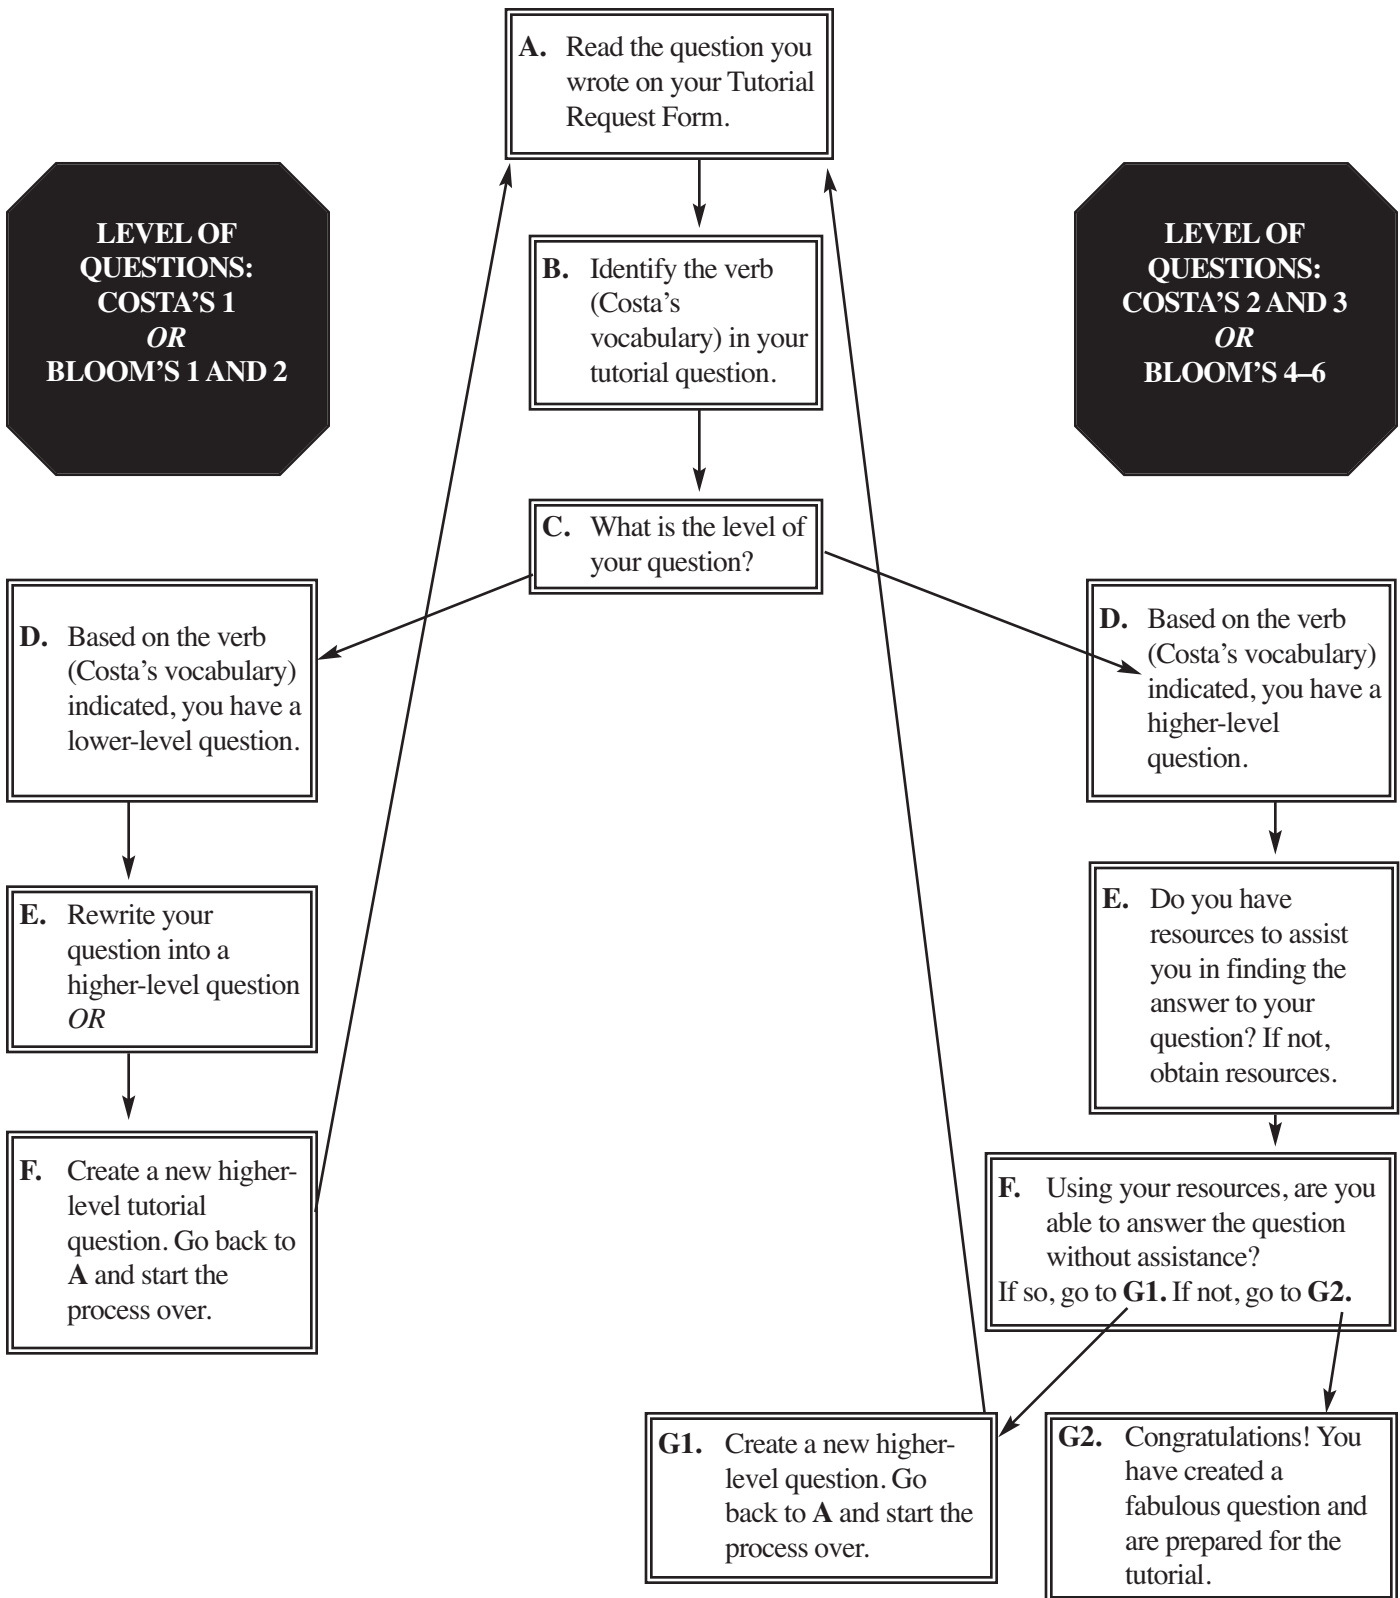 A. Read the question you
wrote on your Tutorial
Request Form.
LEVEL OF
QUESTIONS:
COSTA'S 1
OR
BLOOM'S 1 AND 2
LEVEL OF
QUESTIONS:
COSTA'S 2 AND 3
OR
BLOOM'S 4–6
B. Identify the verb
(Costa's
vocabulary) in your
tutorial question.
C. What is the level of
your question?
D. Based on the verb
(Costa's vocabulary)
indicated, you have a
lower-level question.
E. Rewrite your
question into a
higher-level question
OR
F. Create a new higher-
level tutorial
question. Go back to
A and start the
process over.
D. Based on the verb
(Costa's vocabulary)
indicated, you have a
higher-level
question.
E. Do you have
resources to assist
you in finding the
answer to your
question? If not,
obtain resources.
F. Using your resources, are you
able to answer the question
without assistance?
If so, go to G1. If not, go to G2.
G1. Create a new higher-
level question. Go
back to A and start the
process over.
G2. Congratulations! You
have created a
fabulous question and
are prepared for the
tutorial.